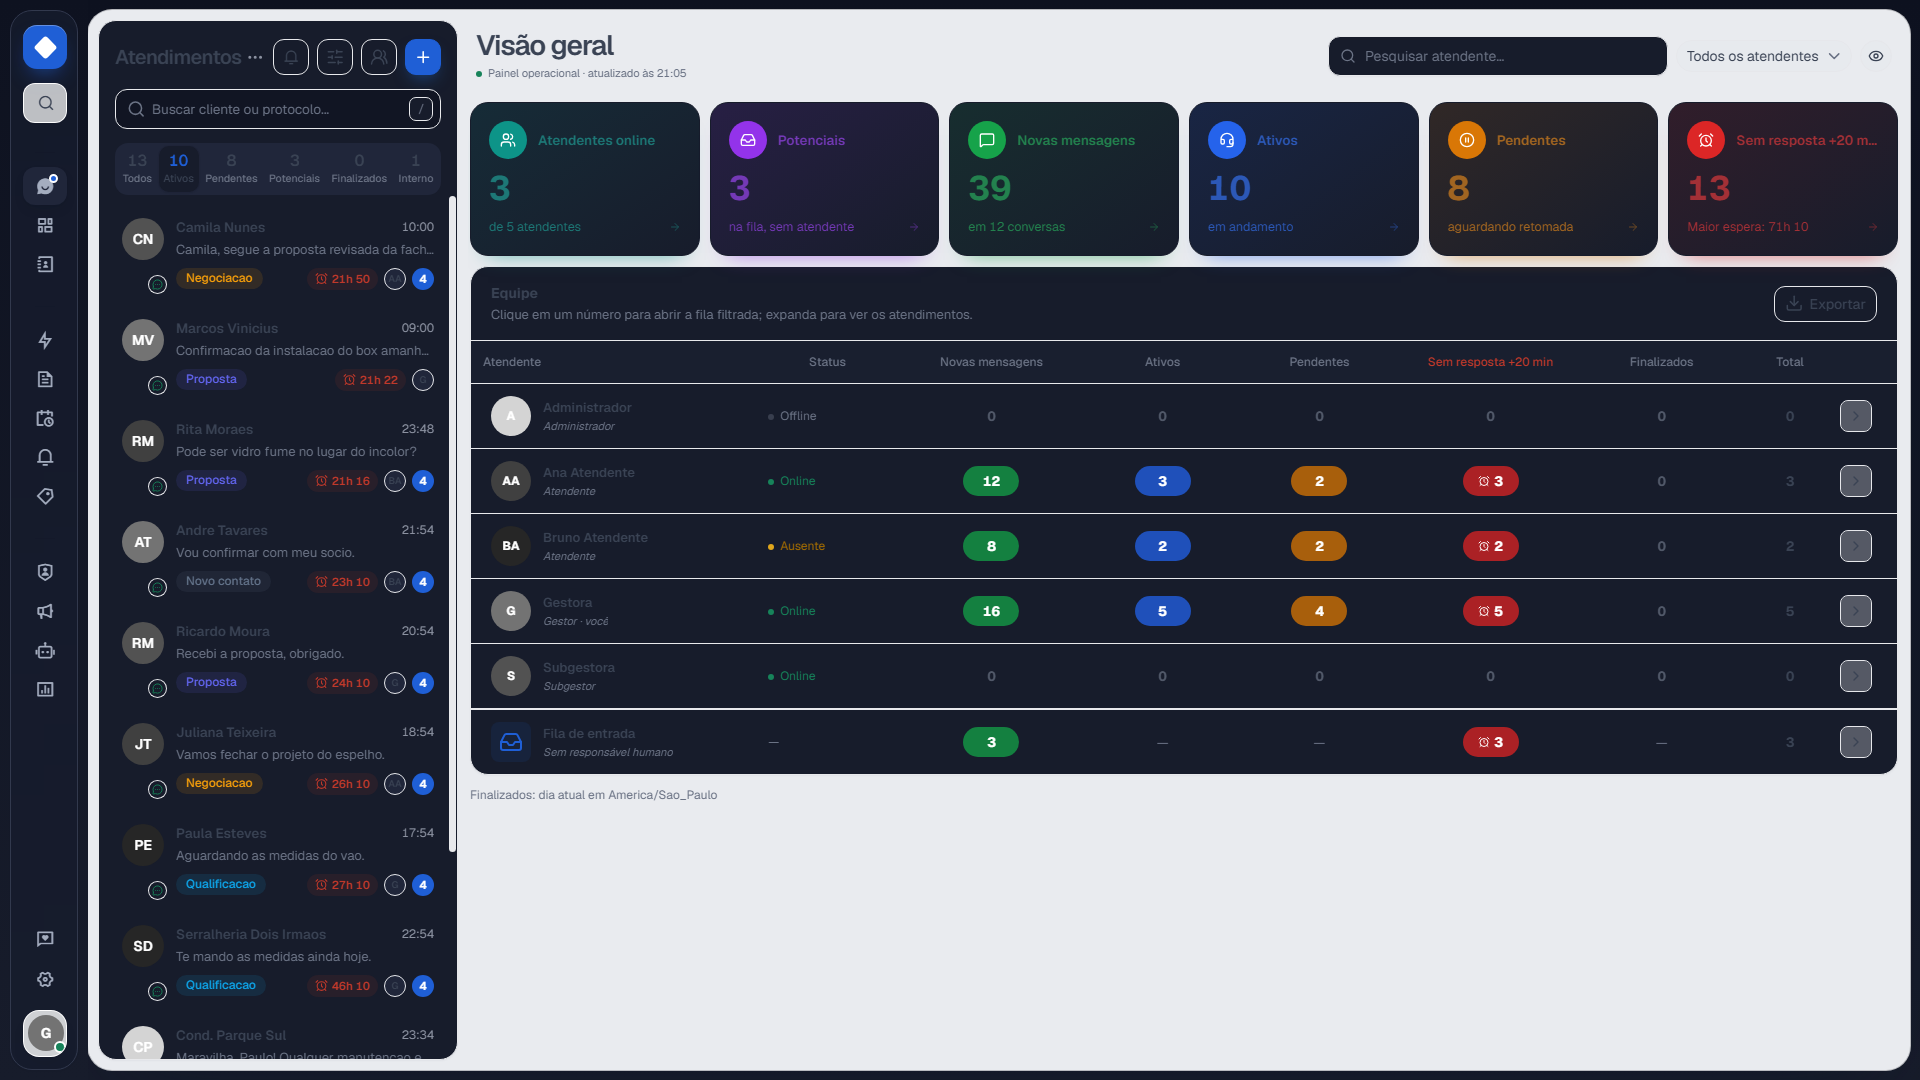 Atendimentos ...
Buscar cliente ou protocolo... /
13 10 8 3 0 1
Todos Ativos Pendentes Potenciais Finalizados Interno
CN Camila Nunes 10:00
Camila, segue a proposta revisada da fach...
Negociacao 21h 50 AA 4
MV Marcos Vinicius 09:00
Confirmacao da instalacao do box amanh...
Proposta 21h 22 G
RM Rita Moraes 23:48
Pode ser vidro fume no lugar do incolor?
Proposta 21h 16 BA 4
AT Andre Tavares 21:54
Vou confirmar com meu socio.
Novo contato 23h 10 BA 4
RM Ricardo Moura 20:54
Recebi a proposta, obrigado.
Proposta 24h 10 G 4
JT Juliana Teixeira 18:54
Vamos fechar o projeto do espelho.
Negociacao 26h 10 AA 4
PE Paula Esteves 17:54
Aguardando as medidas do vao.
Qualificacao 27h 10 G 4
SD Serralheria Dois Irmaos 22:54
Te mando as medidas ainda hoje.
Qualificacao 46h 10 G 4
CP Cond. Parque Sul 23:34
Maravilha, Paulo! Qualquer manutencao e
G
Visão geral
Painel operacional · atualizado às 21:05
Pesquisar atendente...
Todos os atendentes
Atendentes online
3
de 5 atendentes →
Potenciais
3
na fila, sem atendente →
Novas mensagens
39
em 12 conversas →
Ativos
10
em andamento →
Pendentes
8
aguardando retomada →
Sem resposta +20 m...
13
Maior espera: 71h 10 →
Equipe
Clique em um número para abrir a fila filtrada; expanda para ver os atendimentos.
Exportar
Atendente Status Novas mensagens Ativos Pendentes Sem resposta +20 min Finalizados Total
A Administrador Offline 0 0 0 0 0 0
Administrador
AA Ana Atendente Online 12 3 2 3 0 3
Atendente
BA Bruno Atendente Ausente 8 2 2 2 0 2
Atendente
G Gestora Online 16 5 4 5 0 5
Gestor · você
S Subgestora Online 0 0 0 0 0 0
Subgestor
Fila de entrada — 3 — — 3 — 3
Sem responsável humano
Finalizados: dia atual em America/Sao_Paulo